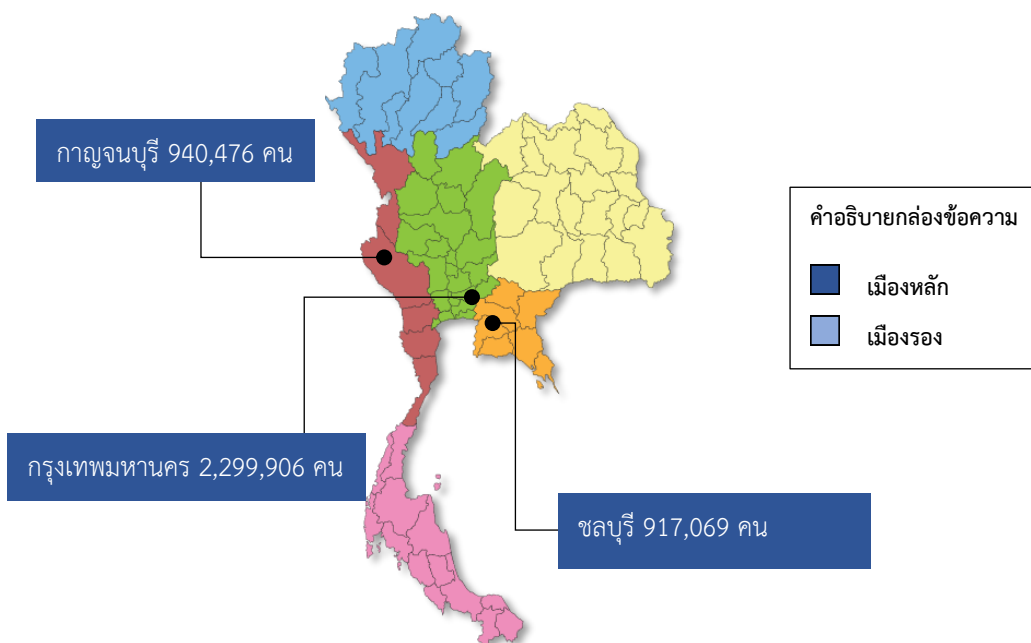 กาญจนบุรี 940,476 คน
คำอธิบายกล่องข้อความ
เมืองหลัก
เมืองรอง
กรุงเทพมหานคร 2,299,906 คน
ชลบุรี 917,069 คน